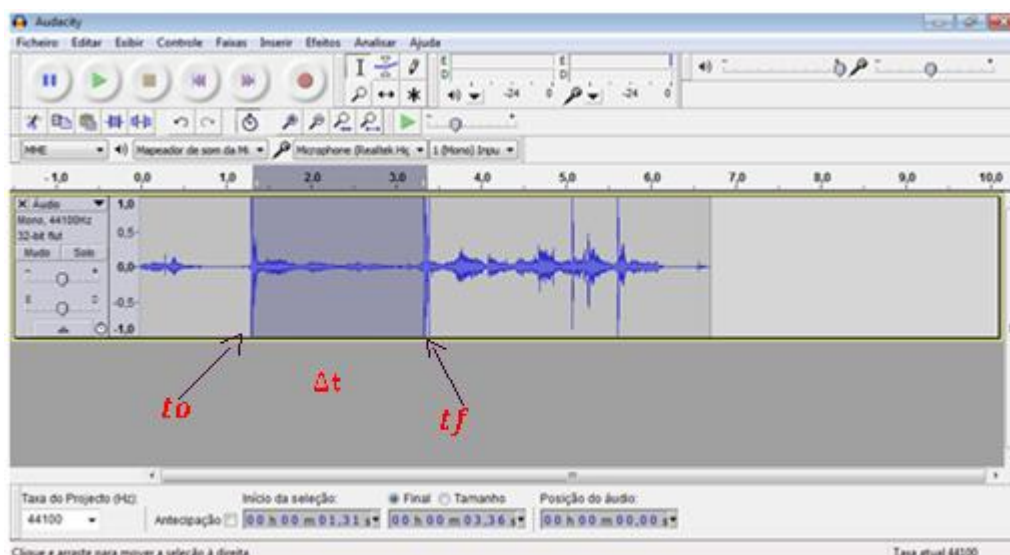 Audacity
Ficheiro Editar Exibir Controle Faixas Inserir Efeitos Analisar Ajuda
E
D
-24 0
E
D
-24 0
MME
Mapeador de som da Mi
Microphone (Realtek Hig
1 (Mono) Inpu
- 1,0 0,0 1,0 2,0 3,0 4,0 5,0 6,0 7,0 8,0 9,0 10,0
X Áudio
Mono, 44100Hz
32-bit flut
Mudo Solo
- +
E D
1,0
0,5
0,0
-0,5
-1,0
to
Δt
tf
Taxa do Projecto (Hz): Início da seleção: Final Tamanho Posição do áudio:
44100 Antecipação 00 h 00 m 01,31 s 00 h 00 m 03,36 s 00 h 00 m 00,00 s
Clique e arraste para mover a seleção à direita. Taxa atual 44100